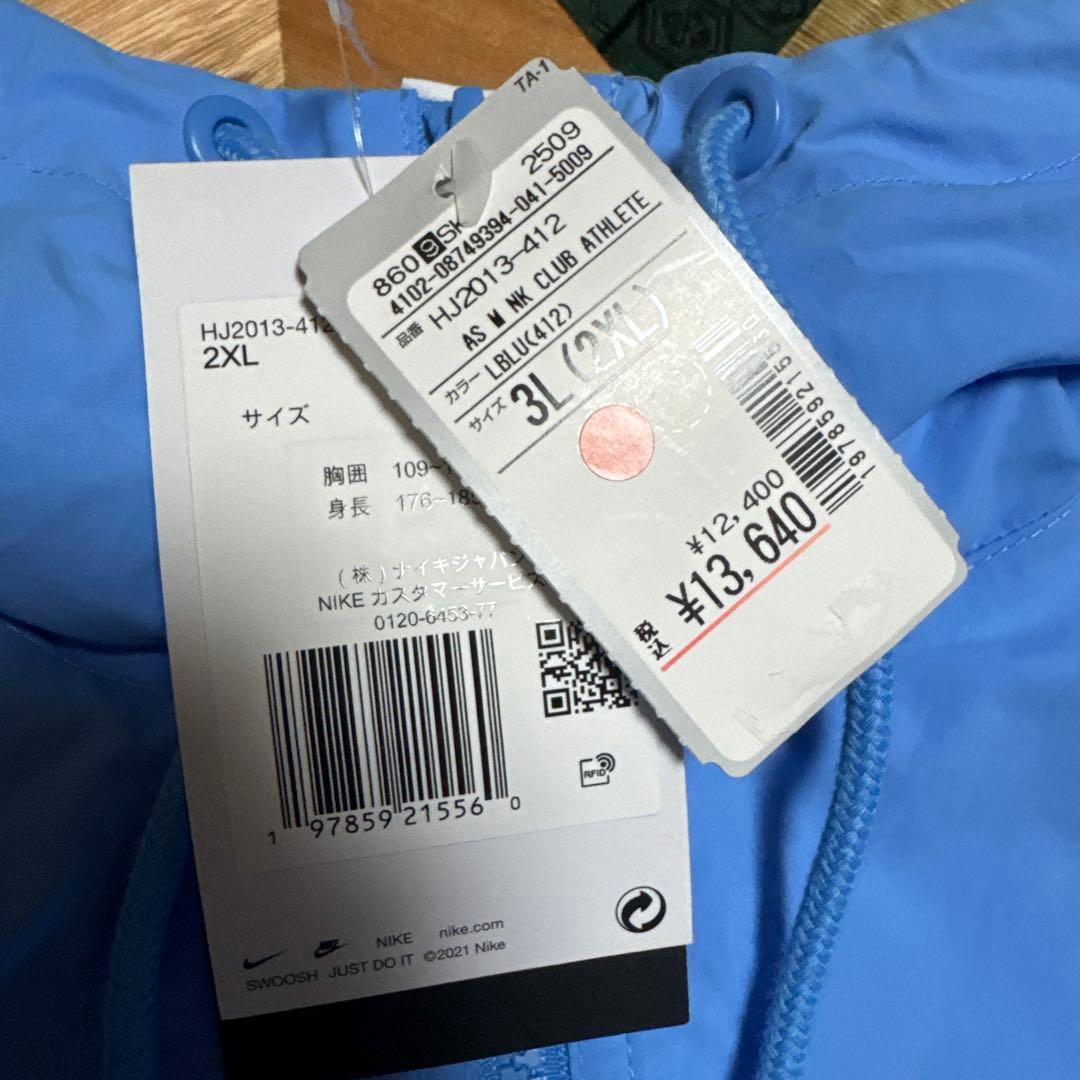 TA-1
2509
860 9 SK
4102-08749394-041-5009
品番 HJ2013-412
AS M NK CLUB ATHLETE
カラー LBLU(412)
サイズ 3L(2XL)
¥12,400
税込 ¥13,640
HJ2013-412
2XL
サイズ
胸囲 109~
身長 176~
(株)ナイキジャパン
NIKE カスタマーサービス
0120-6453-77
RFID
1 97859 21556 0
NIKE nike.com
SWOOSH JUST DO IT ©2021 Nike